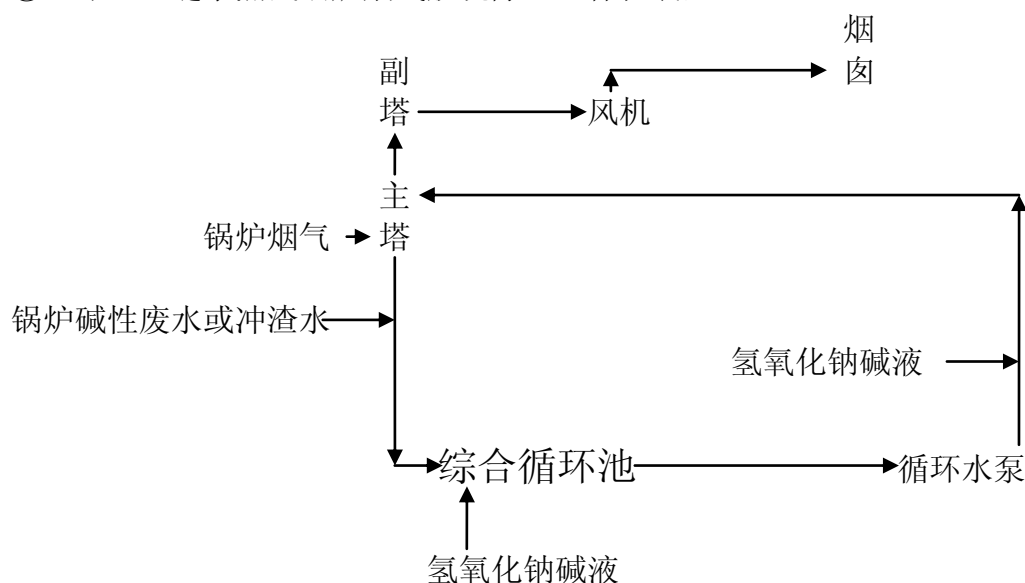 烟
囱
副
塔
风机
主
塔
锅炉烟气
锅炉碱性废水或冲渣水
氢氧化钠碱液
综合循环池
循环水泵
氢氧化钠碱液